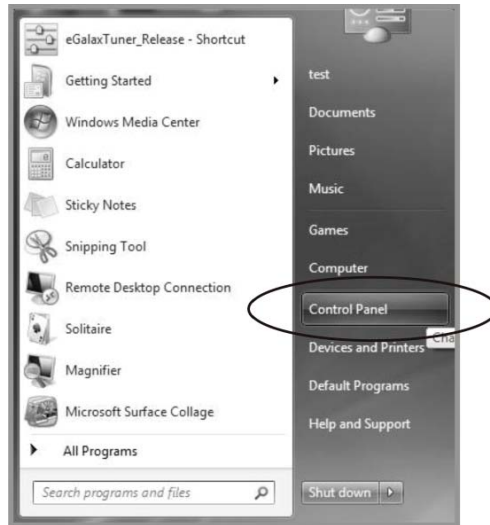 eGalaxTuner_Release - Shortcut
Getting Started
Windows Media Center
Calculator
Sticky Notes
Snipping Tool
Remote Desktop Connection
Solitaire
Magnifier
Microsoft Surface Collage
All Programs
Search programs and files
test
Documents
Pictures
Music
Games
Computer
Control Panel
Devices and Printers
Cha
Default Programs
Help and Support
Shut down